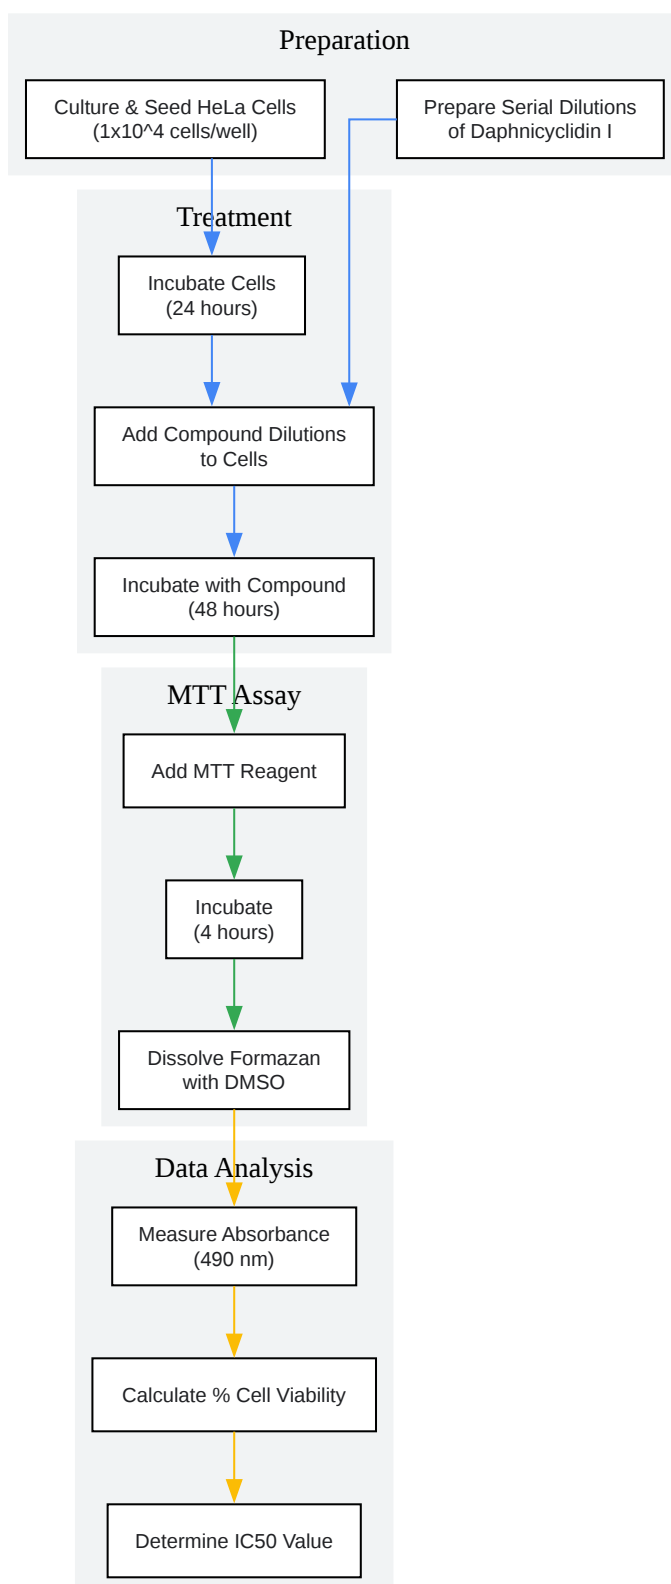 Preparation
Culture & Seed HeLa Cells
(1x10^4 cells/well)
Prepare Serial Dilutions
of Daphnicyclidin I
Treatment
Incubate Cells
(24 hours)
Add Compound Dilutions
to Cells
Incubate with Compound
(48 hours)
MTT Assay
Add MTT Reagent
Incubate
(4 hours)
Dissolve Formazan
with DMSO
Data Analysis
Measure Absorbance
(490 nm)
Calculate % Cell Viability
Determine IC50 Value